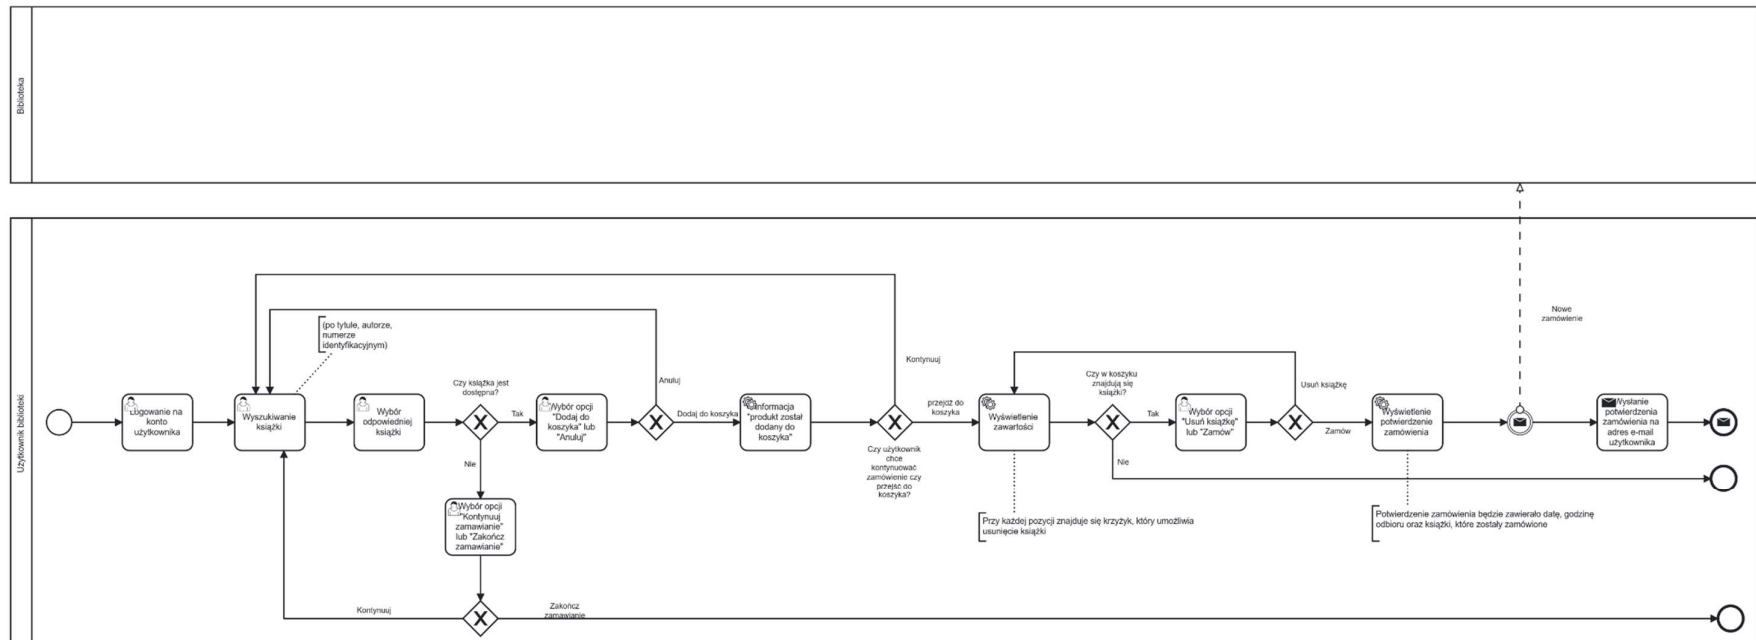 Biblioteka
Użytkownik biblioteki
Logowanie na
konto
użytkownika
Wyszukiwanie
książki
(po tytule, autorze,
numerze
identyfikacyjnym)
Wybór
odpowiedniej
książki
Czy książka jest
dostępna?
Tak
Nie
Wybór opcji
"Kontynuuj
zamawianie"
lub "Zakończ
zamawianie"
Kontynuuj
Zakończ
zamawianie
Wybór opcji
"Dodaj do
koszyka" lub
"Anuluj"
Anuluj
Dodaj do koszyka
Informacja
"produkt został
dodany do
koszyka"
Kontynuuj
Czy użytkownik
chce
kontynuować
zamówienie czy
przejść do
koszyka?
przejdź do
koszyka
Wyświetlenie
zawartości
Przy każdej pozycji znajduje się krzyżyk, który umożliwia
usunięcie książki
Czy w koszyku
znajdują się
książki?
Tak
Nie
Wybór opcji
"Usuń książkę"
lub "Zamów"
Usuń książkę
Zamów
Wyświetlenie
potwierdzenie
zamówienia
Potwierdzenie zamówienia będzie zawierało datę, godzinę
odbioru oraz książki, które zostały zamówione
Nowe
zamówienie
Wysłanie
potwierdzenia
zamówienia na
adres e-mail
użytkownika